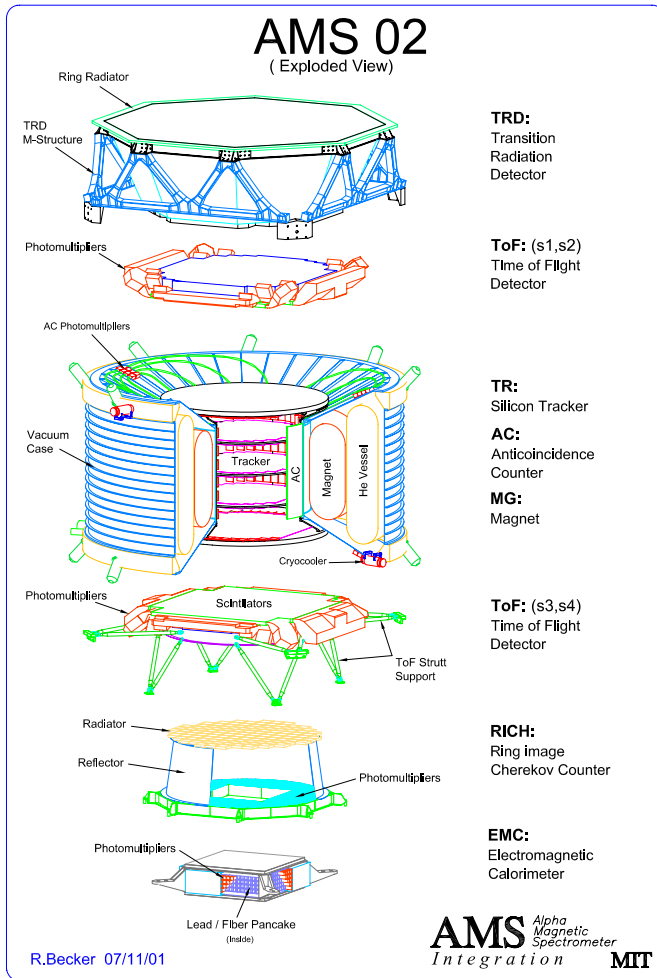 AMS 02
( Exploded View)
Ring Radiator
TRD
M-Structure
TRD:
Transition
Radiation
Detector
Photomultipliers
ToF: (s1,s2)
Time of Flight
Detector
AC Photomultipliers
Vacuum
Case
Tracker
AC
Magnet
He Vessel
Cryocooler
TR:
Silicon Tracker
AC:
Anticoincidence
Counter
MG:
Magnet
Photomultipliers
Scintillators
ToF Strutt
Support
ToF: (s3,s4)
Time of Flight
Detector
Radiator
Reflector
Photomultipliers
RICH:
Ring image
Cherekov Counter
Photomultipliers
Lead / Fiber Pancake
(Inside)
EMC:
Electromagnetic
Calorimeter
R.Becker 07/11/01
AMS Alpha
Magnetic
Spectrometer
Integration MIT